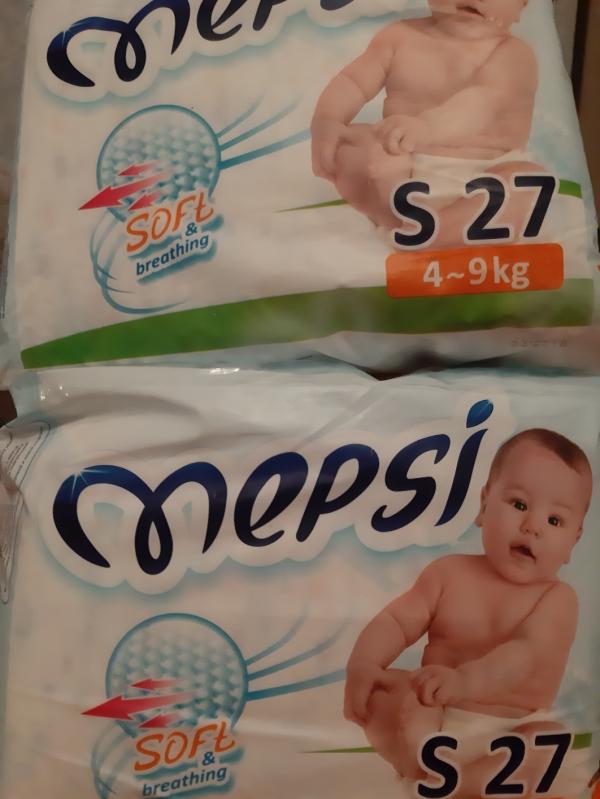 mepsi
SOFt
&
breathing
S 27
4~9kg
mepsi
SOFt
&
breathing
S 27